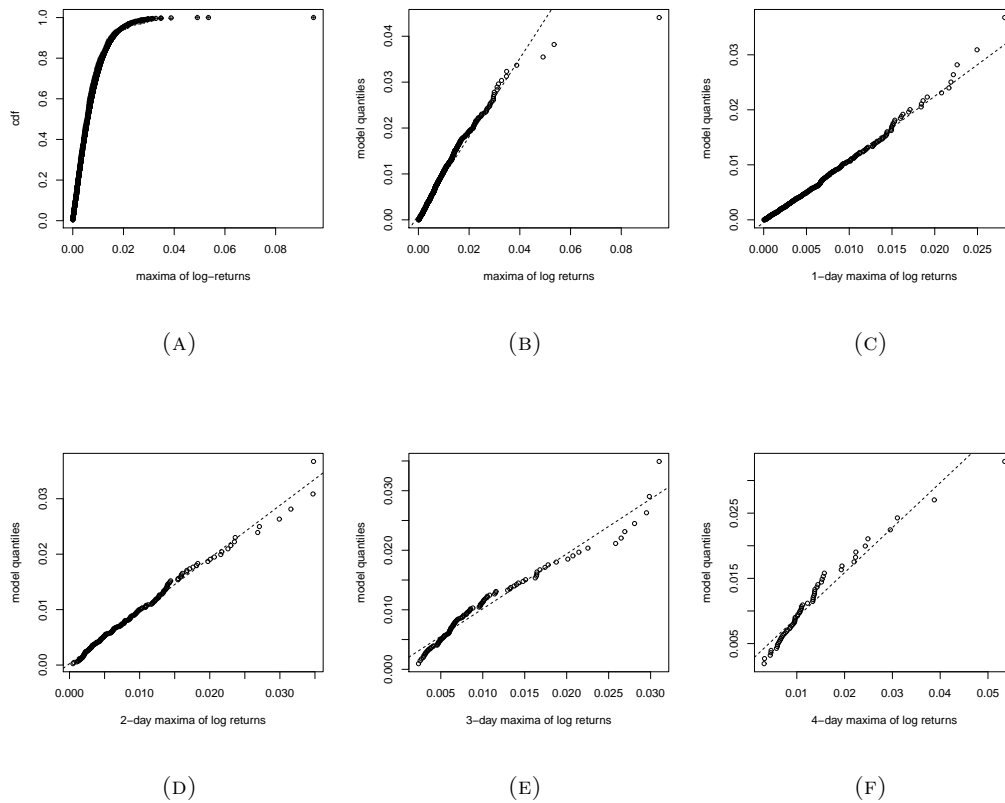 cdf
0.0 0.2 0.4 0.6 0.8 1.0
0.00 0.02 0.04 0.06 0.08
maxima of log−returns
(A)
model quantiles
0.00 0.01 0.02 0.03 0.04
0.00 0.02 0.04 0.06 0.08
maxima of log returns
(B)
model quantiles
0.00 0.01 0.02 0.03
0.000 0.005 0.010 0.015 0.020 0.025
1−day maxima of log returns
(C)
model quantiles
0.00 0.01 0.02 0.03
0.000 0.010 0.020 0.030
2−day maxima of log returns
(D)
model quantiles
0.000 0.010 0.020 0.030
0.005 0.010 0.015 0.020 0.025 0.030
3−day maxima of log returns
(E)
model quantiles
0.005 0.015 0.025
0.01 0.02 0.03 0.04 0.05
4−day maxima of log returns
(F)